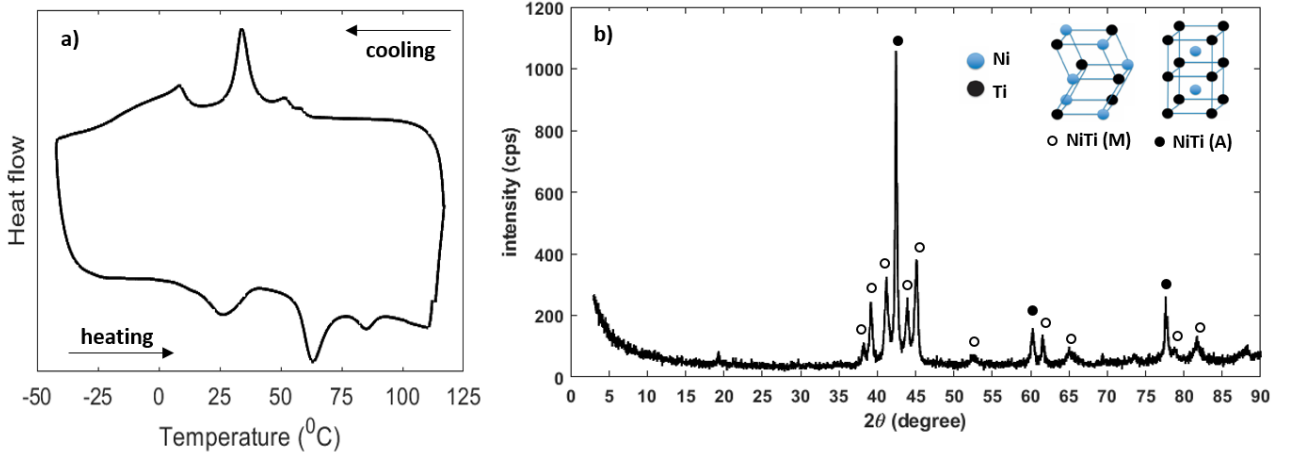 a)
cooling
heating
Heat flow
-50 -25 0 25 50 75 100 125
Temperature (⁰C)
b)
Ni
Ti
NiTi (M)
NiTi (A)
intensity (cps)
1200
1000
800
600
400
200
0
0 5 10 15 20 25 30 35 40 45 50 55 60 65 70 75 80 85 90
2θ (degree)